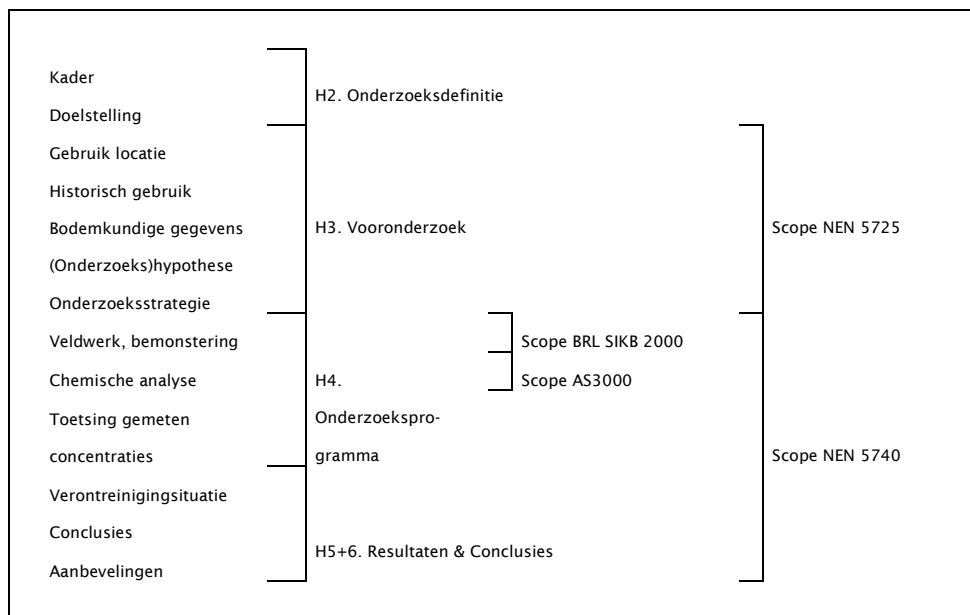 Kader
H2. Onderzoeksdefinitie
Doelstelling
Gebruik locatie
Historisch gebruik
Bodemkundige gegevens
H3. Vooronderzoek
Scope NEN 5725
(Onderzoeks)hypothese
Onderzoeksstrategie
Veldwerk, bemonstering
Scope BRL SIKB 2000
Chemische analyse
H4.
Scope AS3000
Toetsing gemeten
Onderzoekspro-
concentraties
gramma
Scope NEN 5740
Verontreinigingsituatie
Conclusies
H5+6. Resultaten & Conclusies
Aanbevelingen